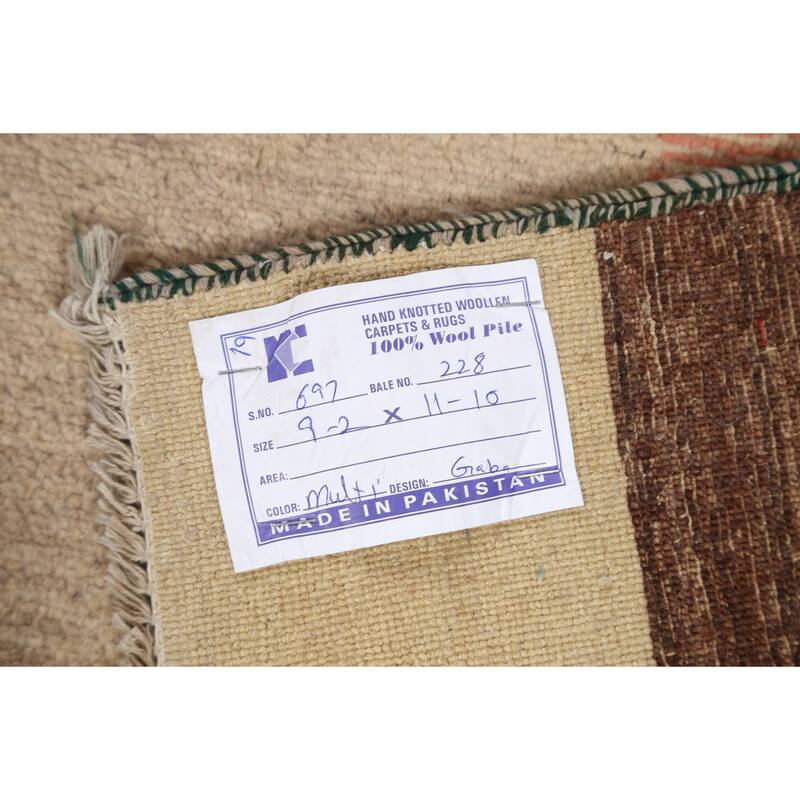 19
HAND KNOTTED WOOLLEN
CARPETS & RUGS
100% Wool Pile
S.NO. 697 BALE NO. 228
SIZE 9-2 X 11-10
AREA:
COLOR: Multi DESIGN:
MADE IN PAKISTAN